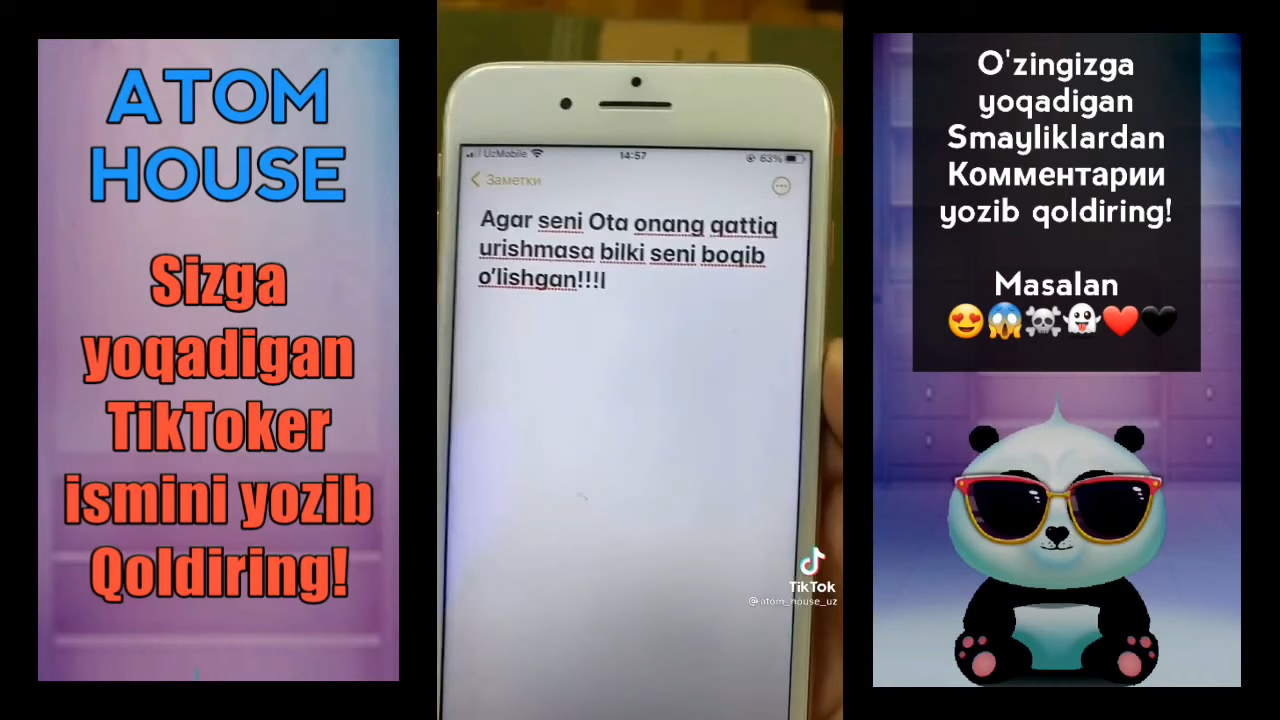 ATOM
HOUSE
Sizga
yoqadigan
TikToker
ismini yozib
Qoldiring!
UzMobile
14:57
63%
Заметки
Agar seni Ota onang qattiq
urishmasa bilki seni boqib
o'lishgan!!!
TikTok
@atom_house_uz
O'zingizga
yoqadigan
Smayliklardan
Комментарии
yozib qoldiring!
Masalan
😍😱☠️👻❤️🖤